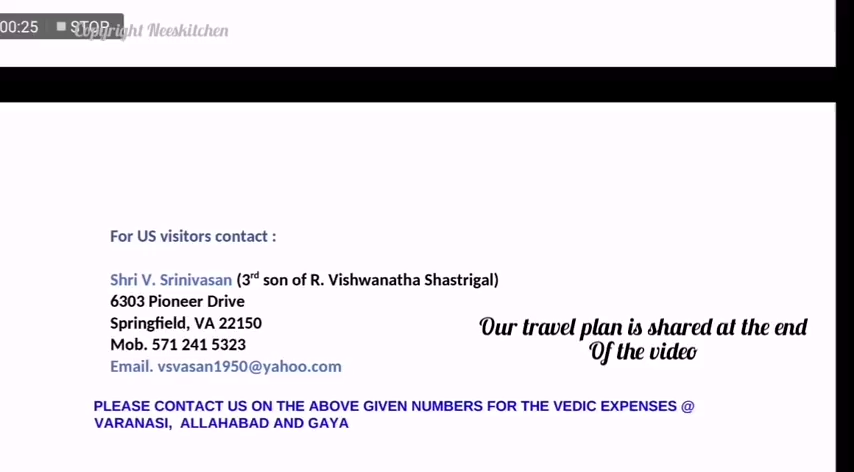 00:25 STOP
Copyright Neeskitchen
For US visitors contact :
Shri V. Srinivasan (3rd son of R. Vishwanatha Shastrigal)
6303 Pioneer Drive
Springfield, VA 22150
Mob. 571 241 5323
Email. vsvasan1950@yahoo.com
Our travel plan is shared at the end
Of the video
PLEASE CONTACT US ON THE ABOVE GIVEN NUMBERS FOR THE VEDIC EXPENSES @
VARANASI, ALLAHABAD AND GAYA